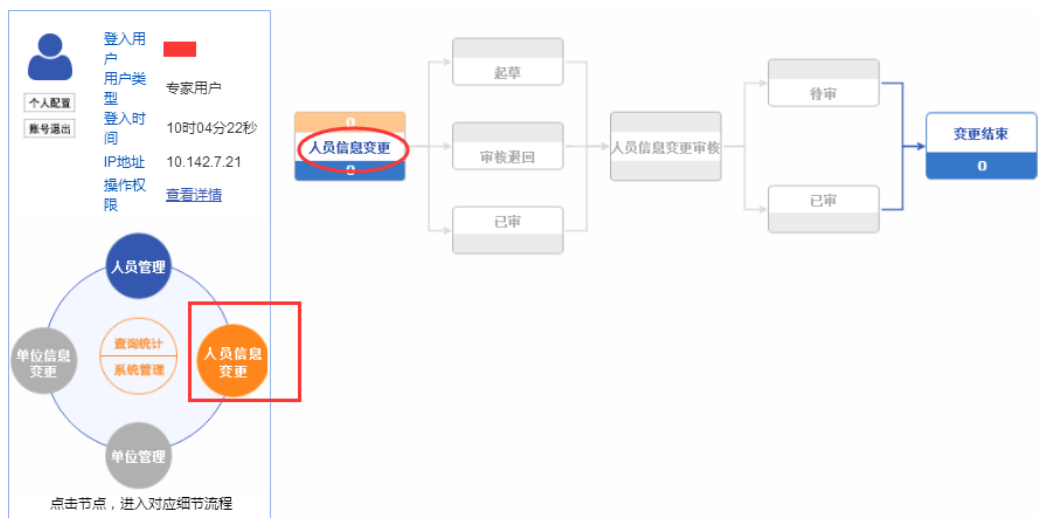 登入用
户
用户类
型
专家用户
登入时
间
10时04分22秒
IP地址
10.142.7.21
操作权
限
查看详情
个人配置
账号退出
人员管理
单位信息
变更
查询统计
系统管理
人员信息
变更
单位管理
点击节点，进入对应细节流程
0
人员信息变更
0
起草
审核退回
已审
人员信息变更审核
待审
已审
变更结束
0